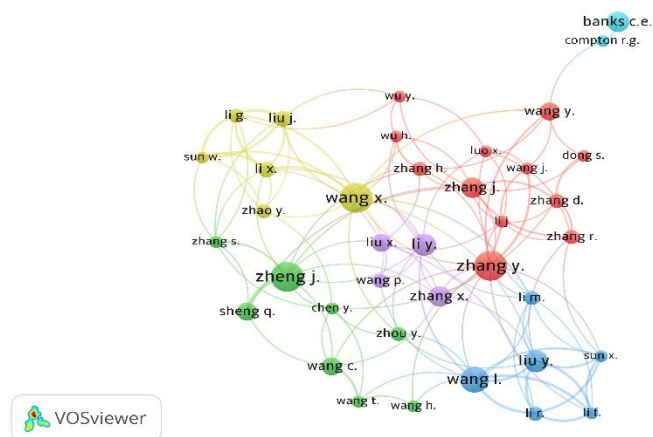 banks c.e.
compton r.g.
wu y.
wang y.
li g.
liu j.
wu h.
luo x.
dong s.
sun w.
li x.
zhang h.
wang j.
zhang j.
wang x.
zhang d.
zhao y.
li j.
zhang s.
liu x.
li y.
zhang r.
zheng j.
wang p.
zhang y.
zhang x.
li m.
sheng q.
chen y.
zhou y.
wang c.
liu y.
sun x.
wang l.
wang t.
wang h.
li r.
li f.
VOSviewer